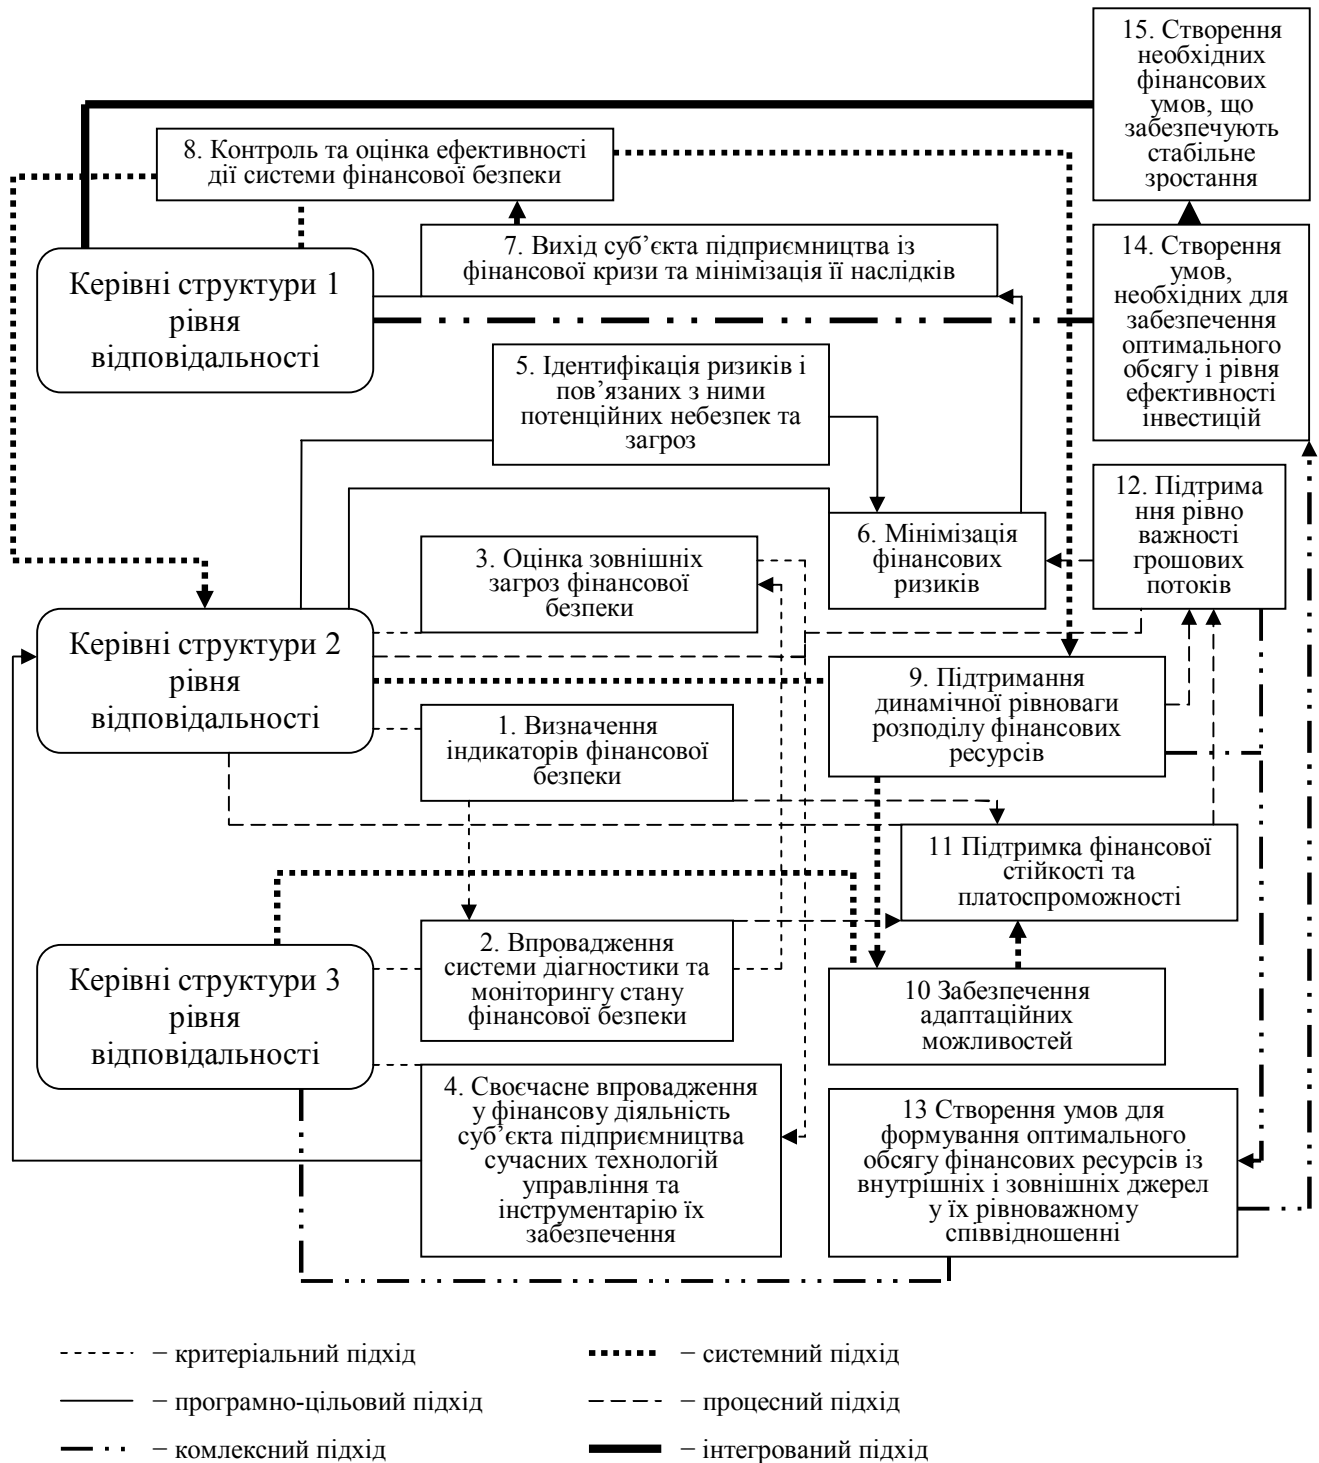 15. Створення
необхідних
фінансових
умов, що
забезпечують
стабільне
зростання
8. Контроль та оцінка ефективності
дії системи фінансової безпеки
7. Вихід суб’єкта підприємництва із
фінансової кризи та мінімізація її наслідків
14. Створення
умов,
необхідних для
забезпечення
оптимального
обсягу і рівня
ефективності
інвестицій
Керівні структури 1
рівня
відповідальності
5. Ідентифікація ризиків і
пов’язаних з ними
потенційних небезпек та
загроз
12. Підтрима
ння рівно
важності
грошових
потоків
6. Мінімізація
фінансових
ризиків
3. Оцінка зовнішніх
загроз фінансової
безпеки
Керівні структури 2
рівня
відповідальності
9. Підтримання
динамічної рівноваги
розподілу фінансових
ресурсів
1. Визначення
індикаторів фінансової
безпеки
11 Підтримка фінансової
стійкості та
платоспроможності
2. Впровадження
системи діагностики та
моніторингу стану
фінансової безпеки
Керівні структури 3
рівня
відповідальності
10 Забезпечення
адаптаційних
можливостей
4. Своєчасне впровадження
у фінансову діяльність
суб’єкта підприємництва
сучасних технологій
управління та
інструментарію їх
забезпечення
13 Створення умов для
формування оптимального
обсягу фінансових ресурсів із
внутрішніх і зовнішніх джерел
у їх рівноважному
співвідношенні
– критеріальний підхід
– системний підхід
– програмно-цільовий підхід
– процесний підхід
– комлексний підхід
– інтегрований підхід